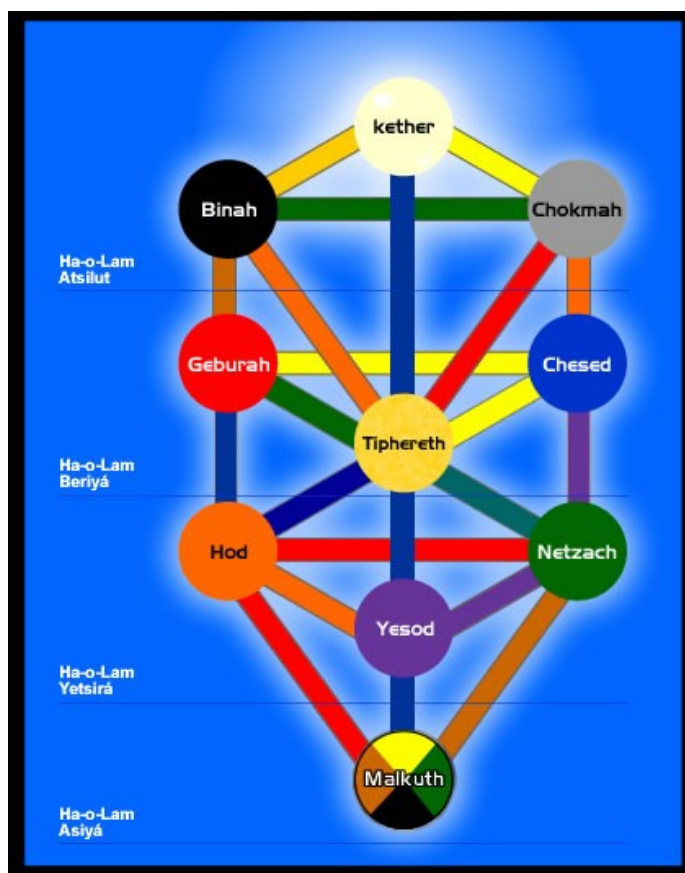 kether
Binah
Chokmah
Ha-o-Lam
Atsilut
Geburah
Chesed
Tiphereth
Ha-o-Lam
Beriyá
Hod
Netzach
Yesod
Ha-o-Lam
Yetsirá
Malkuth
Ha-o-Lam
Asiyá